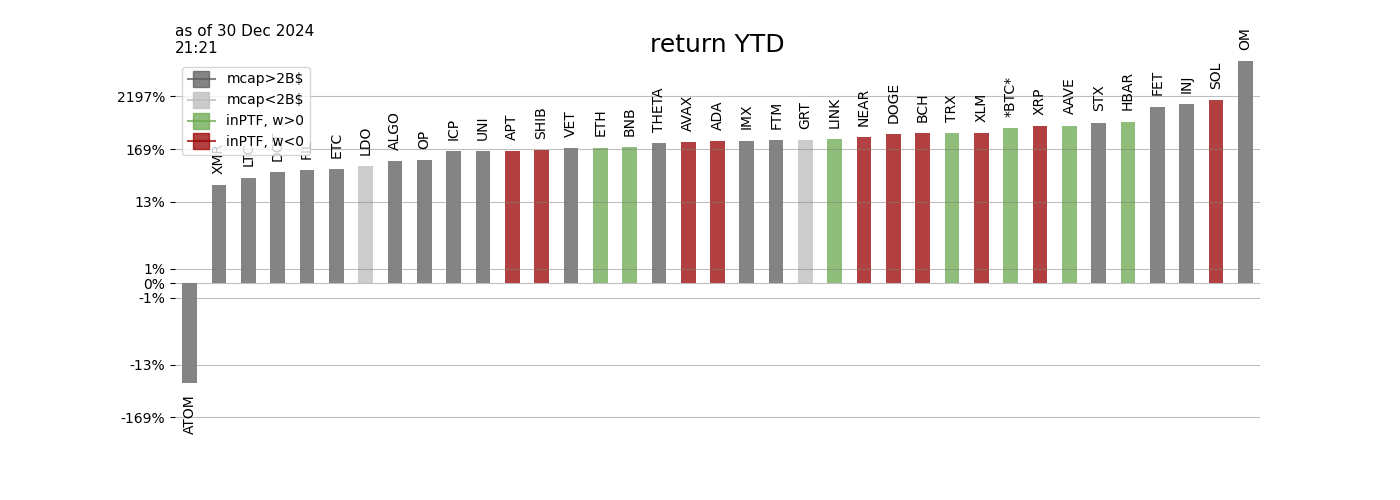 as of 30 Dec 2024
21:21
return YTD
mcap>2B$
mcap<2B$
inPTF, w>0
inPTF, w<0
2197%
169%
13%
1%
0%
-1%
-13%
-169%
ATOM
XMR
ETC
LDO
ALGO
OP
ICP
UNI
APT
SHIB
VET
ETH
BNB
THETA
AVAX
ADA
IMX
FTM
GRT
LINK
NEAR
DOGE
BCH
TRX
XLM
*BTC*
XRP
AAVE
STX
HBAR
FET
INJ
SOL
OM